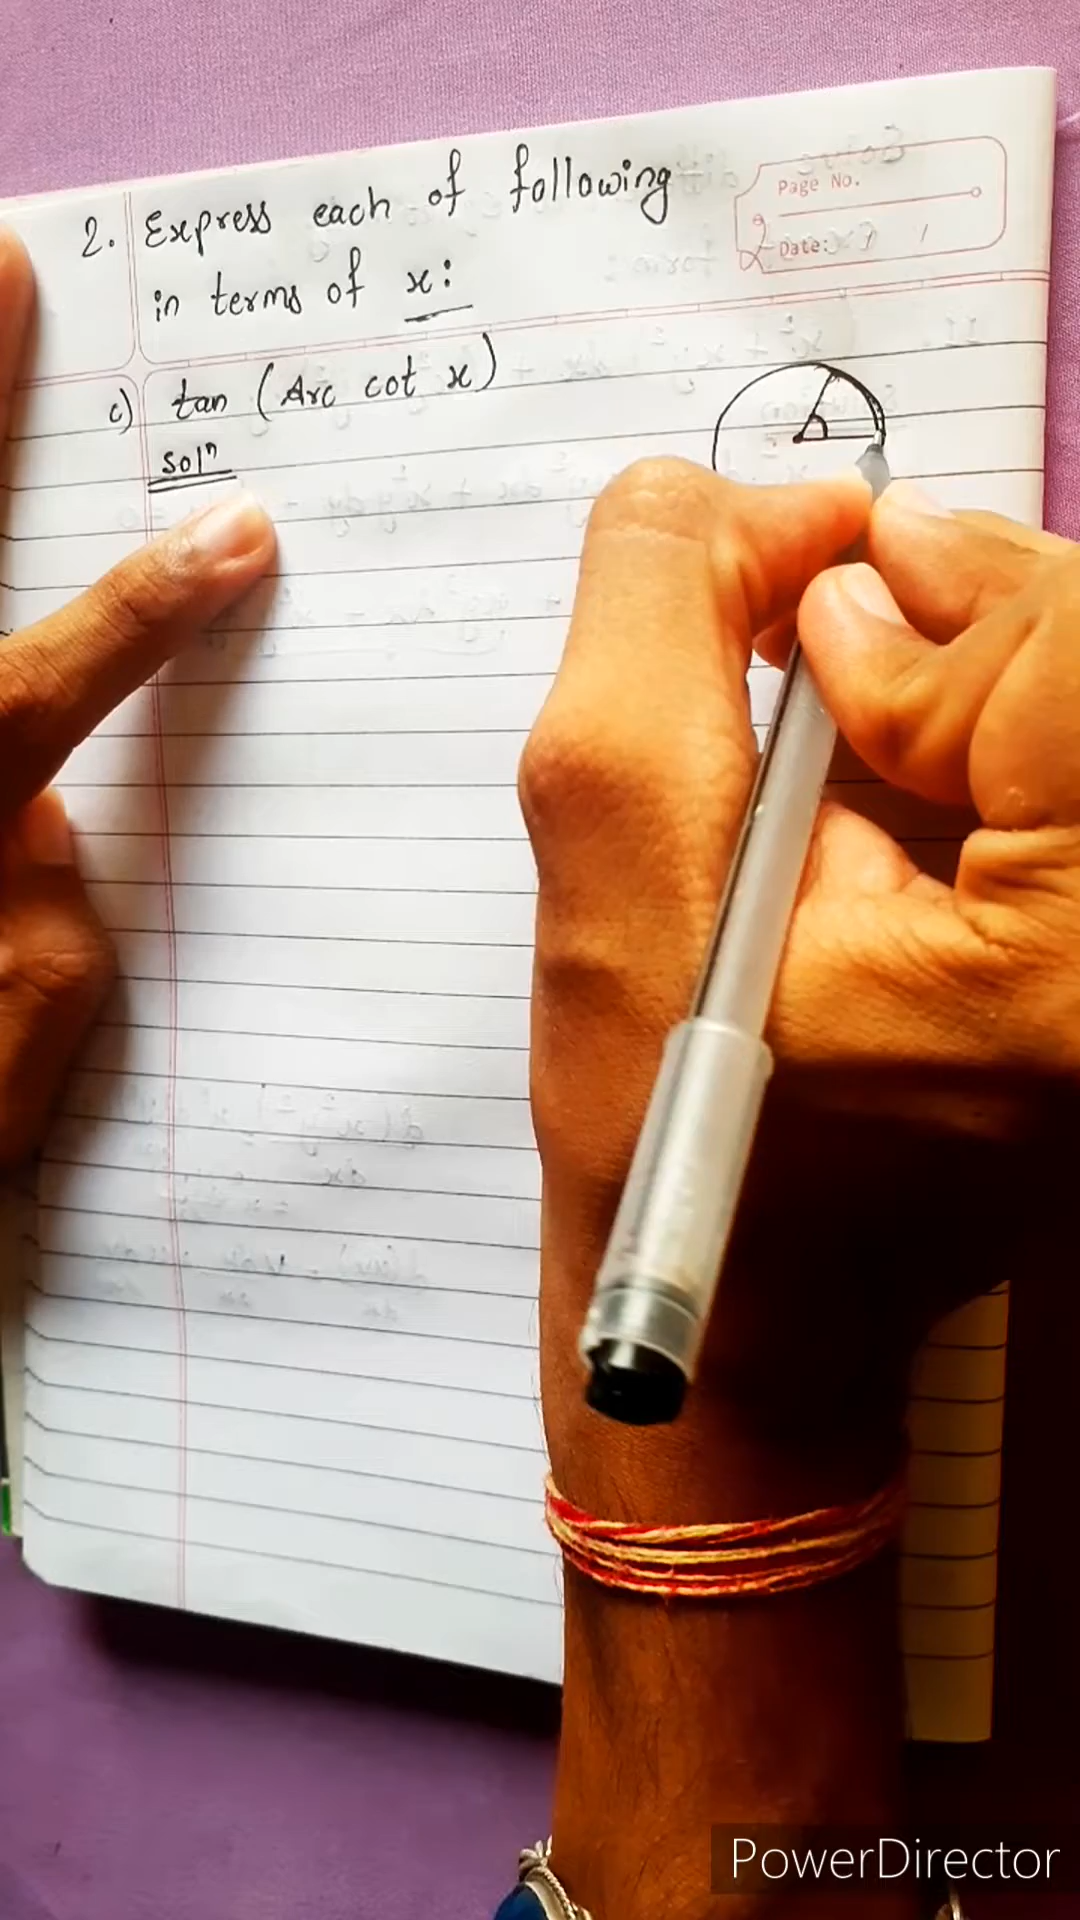 2. Express each of following
in terms of x:
Page No.
Date: / /
c) tan (Arc cot x)
Solⁿ
PowerDirector